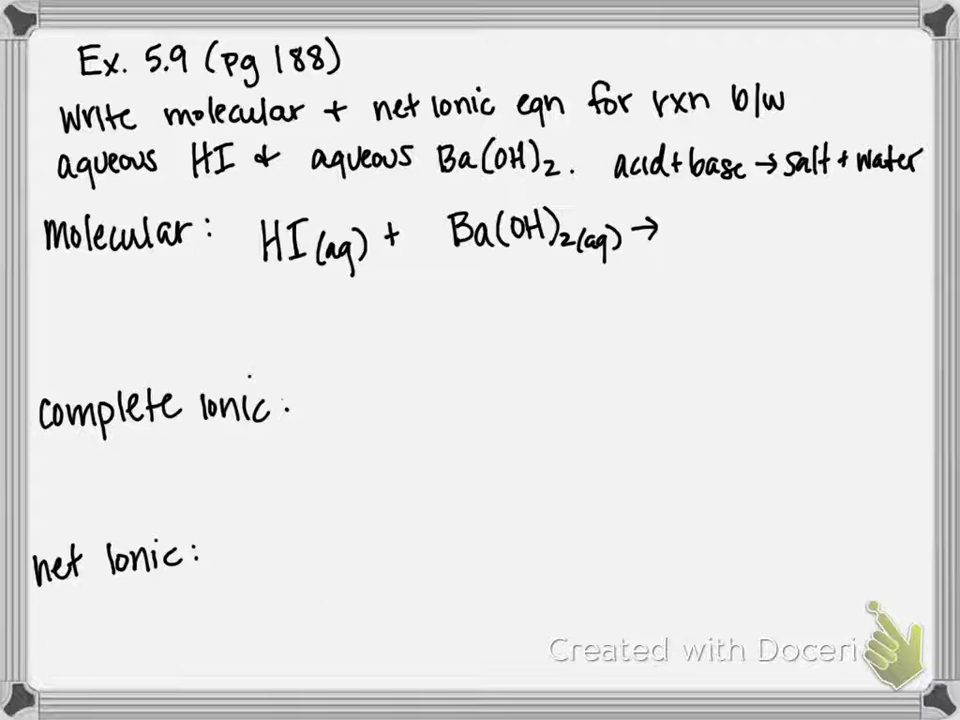 Ex. 5.9 (pg 188)
Write molecular + net ionic eqn for rxn b/w
aqueous HI & aqueous Ba(OH)₂. acid + base → salt + water
Molecular: HI(aq) + Ba(OH)₂(aq) →
complete ionic:
net ionic:
Created with Doceri